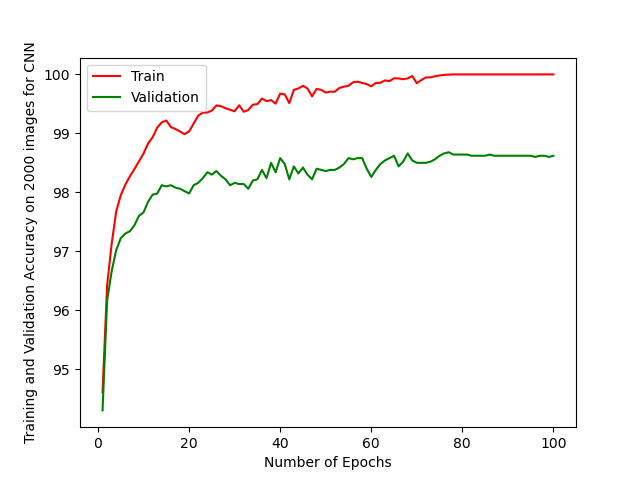 Train
Validation
100
99
98
97
96
95
Training and Validation Accuracy on 2000 images for CNN
0 20 40 60 80 100
Number of Epochs